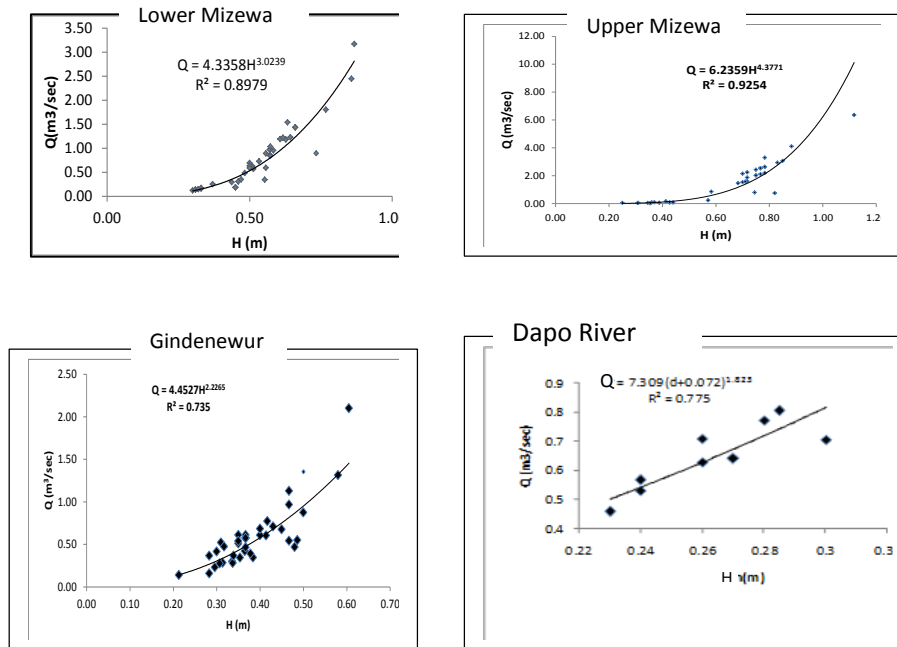 Lower Mizewa
Q = 4.3358H^3.0239
R² = 0.8979
Q(m3/sec)
3.50
3.00
2.50
2.00
1.50
1.00
0.50
0.00
0.00 0.50 1.0
H (m)
Upper Mizewa
Q = 6.2359H^4.3771
R² = 0.9254
Q (m3/sec)
12.00
10.00
8.00
6.00
4.00
2.00
0.00
0.00 0.20 0.40 0.60 0.80 1.00 1.2
H (m)
Gindenewur
Q = 4.4527H^2.2265
R² = 0.735
Q (m³/sec)
2.50
2.00
1.50
1.00
0.50
0.00
0.00 0.10 0.20 0.30 0.40 0.50 0.60 0.70
H (m)
Dapo River
Q = 7.309(d+0.072)^1.823
R² = 0.775
Q (m3/sec)
0.9
0.8
0.7
0.6
0.5
0.4
0.22 0.24 0.26 0.28 0.3 0.3
H (m)